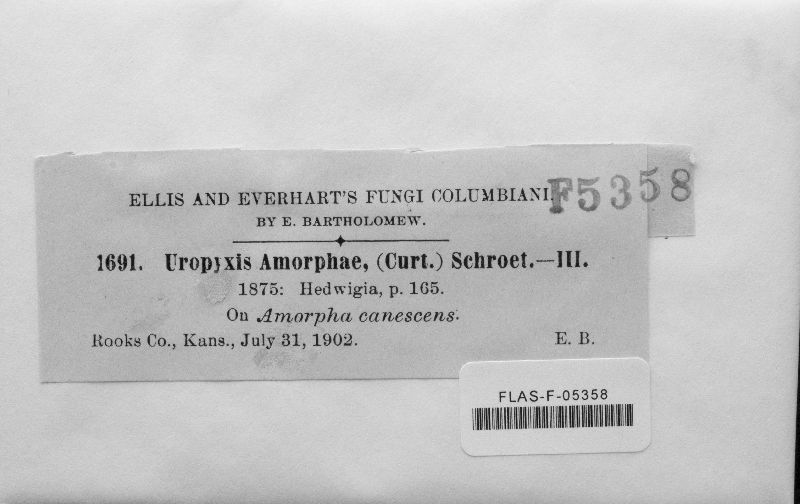 ELLIS AND EVERHART'S FUNGI COLUMBIANI.
F5358
BY E. BARTHOLOMEW.
1691. Uropyxis Amorphae, (Curt.) Schroet.—III.
1875: Hedwigia, p. 165.
On Amorpha canescens.
Rooks Co., Kans., July 31, 1902. E. B.
FLAS-F-05358